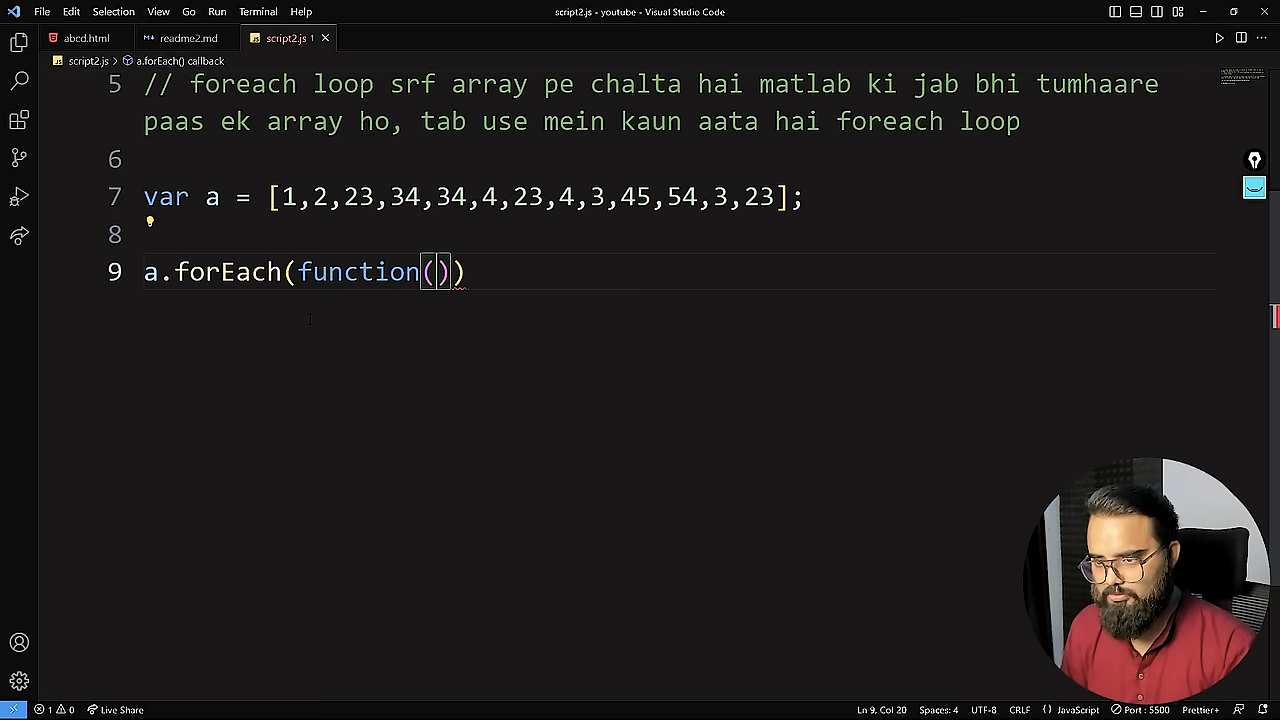 File Edit Selection View Go Run Terminal Help script2.js - youtube - Visual Studio Code
abcd.html readme2.md script2.js 1
script2.js > a.forEach() callback
5 // foreach loop srf array pe chalta hai matlab ki jab bhi tumhaare
paas ek array ho, tab use mein kaun aata hai foreach loop
6
7 var a = [1,2,23,34,34,4,23,4,3,45,54,3,23];
8
9 a.forEach(function())
1 0 Live Share Ln 9, Col 20 Spaces: 4 UTF-8 CRLF {} JavaScript Port : 5500 Prettier+